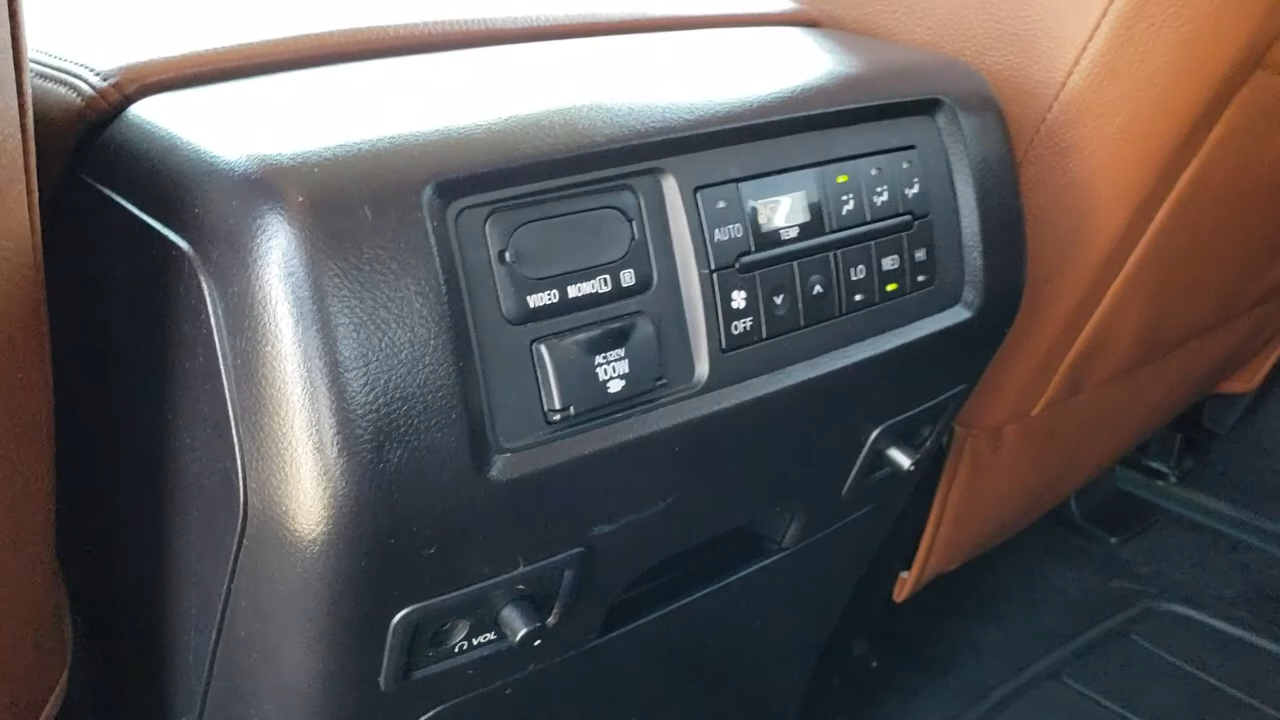 VIDEO MONO L R
AC120V
100W
AUTO
TEMP
OFF
LO
MED
VOL